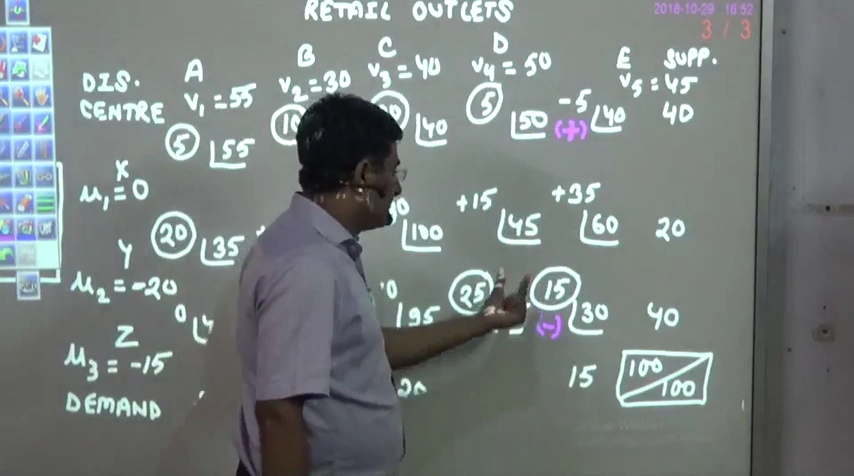 2018-10-29 16:52
3 / 3
RETAIL OUTLETS
DIS. CENTRE A B C D E SUPP.
V1 = 55 V2 = 30 V3 = 40 V4 = 50 V5 = 45
5 55 40 5 50 -5 (+) 40 40
X
u1 = 0
20 35 100 +15 45 +35 60 20
Y
u2 = -20
0 95 25 15 (-) 30 40
Z
u3 = -15
DEMAND 20 15 100 / 100